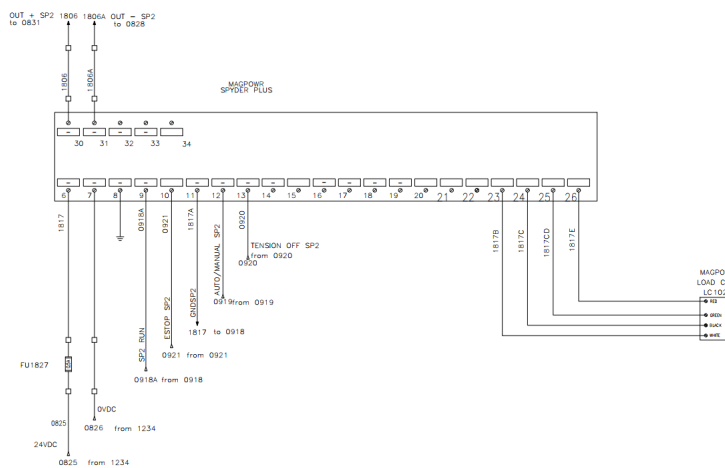 OUT + SP2 1806 1806A OUT - SP2
to 0831 to 0828
1806 1806A
MAGPOWR
SPYDER PLUS
30 31 32 33 34
6 7 8 9 10 11 12 13 14 15 16 17 18 19 20 21 22 23 24 25 26
1817 0918A 0921 1817A AUTO/MANUAL SP2 0920 1817B 1817C 1817CD 1817E
TENSION OFF SP2
from 0920
0920
MAGPO
LOAD C
LC102
RED
GREEN
BLACK
WHITE
0919 from 0919
GNDSP2
ESTOP SP2
1817 to 0918
SP2 RUN
0921 from 0921
FU1827
0918A from 0918
0VDC
0825
0826 from 1234
24VDC
0825 from 1234